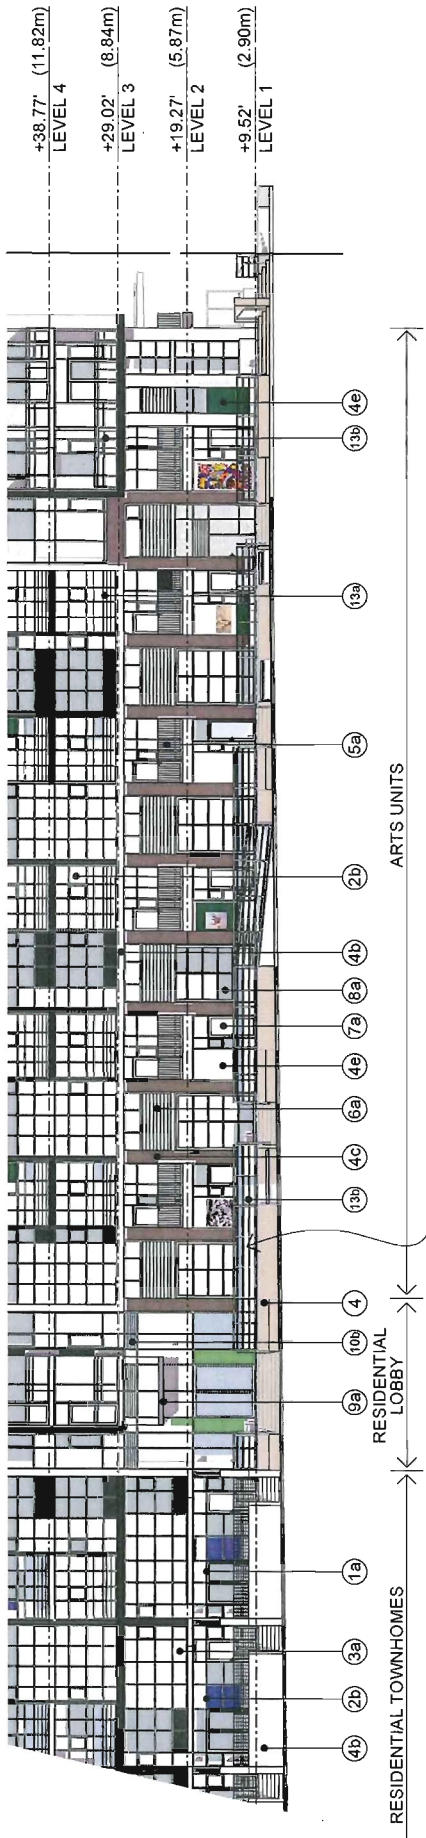 +38.77' (11.82m)
LEVEL 4
+29.02' (8.84m)
LEVEL 3
+19.27' (5.87m)
LEVEL 2
+9.52' (2.90m)
LEVEL 1
4b
2b
3a
1a
9a
10b
4
13b
4c
6a
4e
7a
8a
4b
2b
5a
13a
13b
4e
RESIDENTIAL TOWNHOMES
RESIDENTIAL
LOBBY
ARTS UNITS